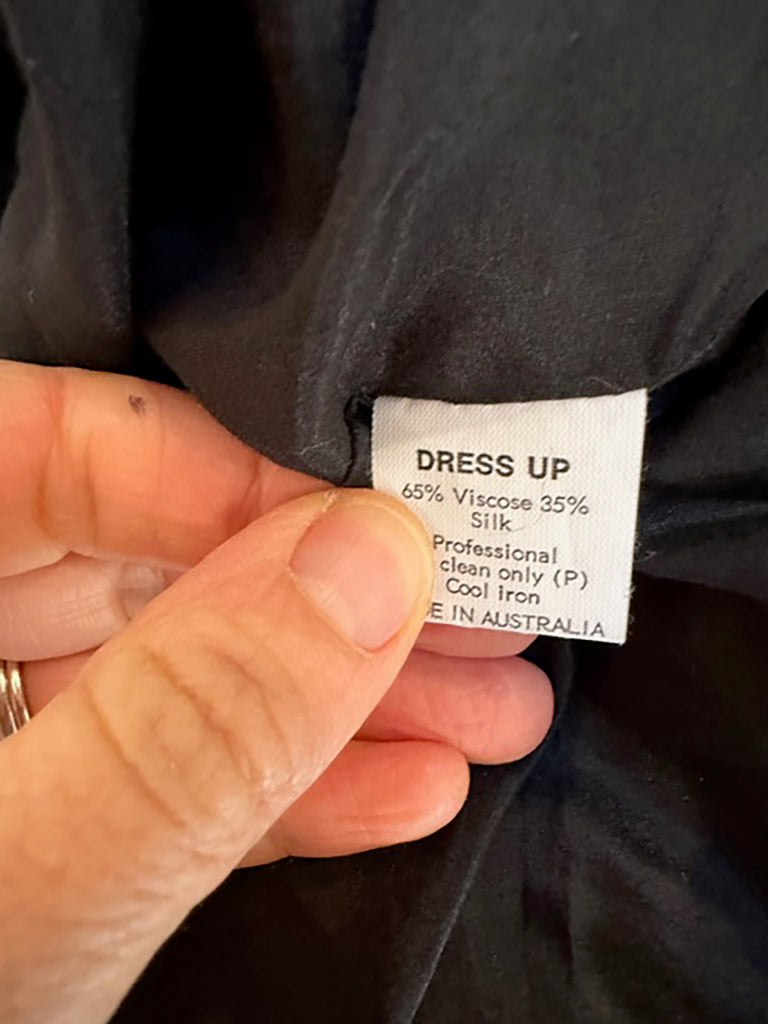 DRESS UP
65% Viscose 35%
Silk
Professional
clean only (P)
Cool iron
E IN AUSTRALIA